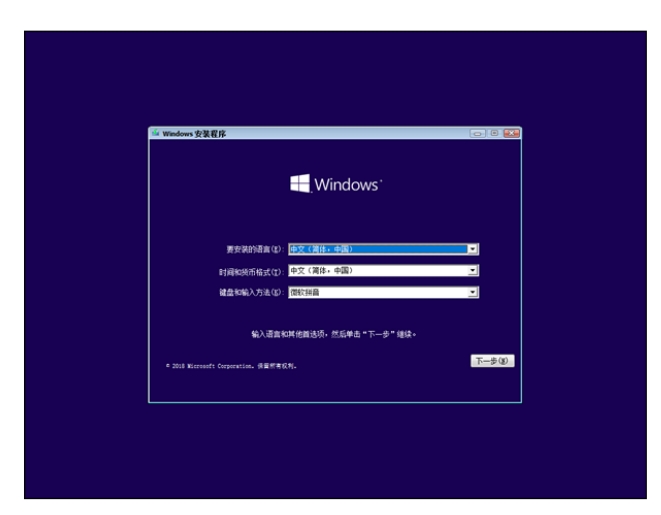 Windows 安装程序
Windows
要安装的语言(E): 中文(简体，中国)
时间和货币格式(T): 中文(简体，中国)
键盘和输入方法(K): 微软拼音
输入语言和其他首选项，然后单击“下一步”继续。
© 2018 Microsoft Corporation。保留所有权利。
下一步(N)